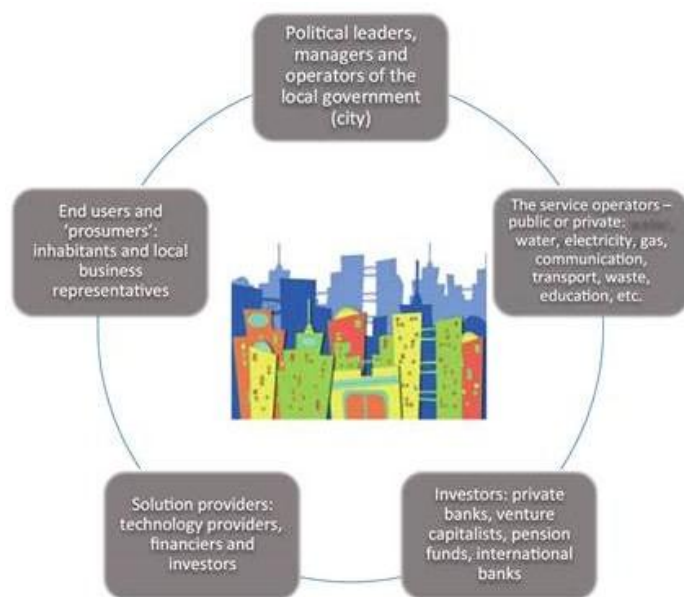 Political leaders,
managers and
operators of the
local government
(city)
The service operators –
public or private:
water, electricity, gas,
communication,
transport, waste,
education, etc.
Investors: private
banks, venture
capitalists, pension
funds, international
banks
Solution providers:
technology providers,
financiers and
investors
End users and
‘prosumers’:
inhabitants and local
business
representatives